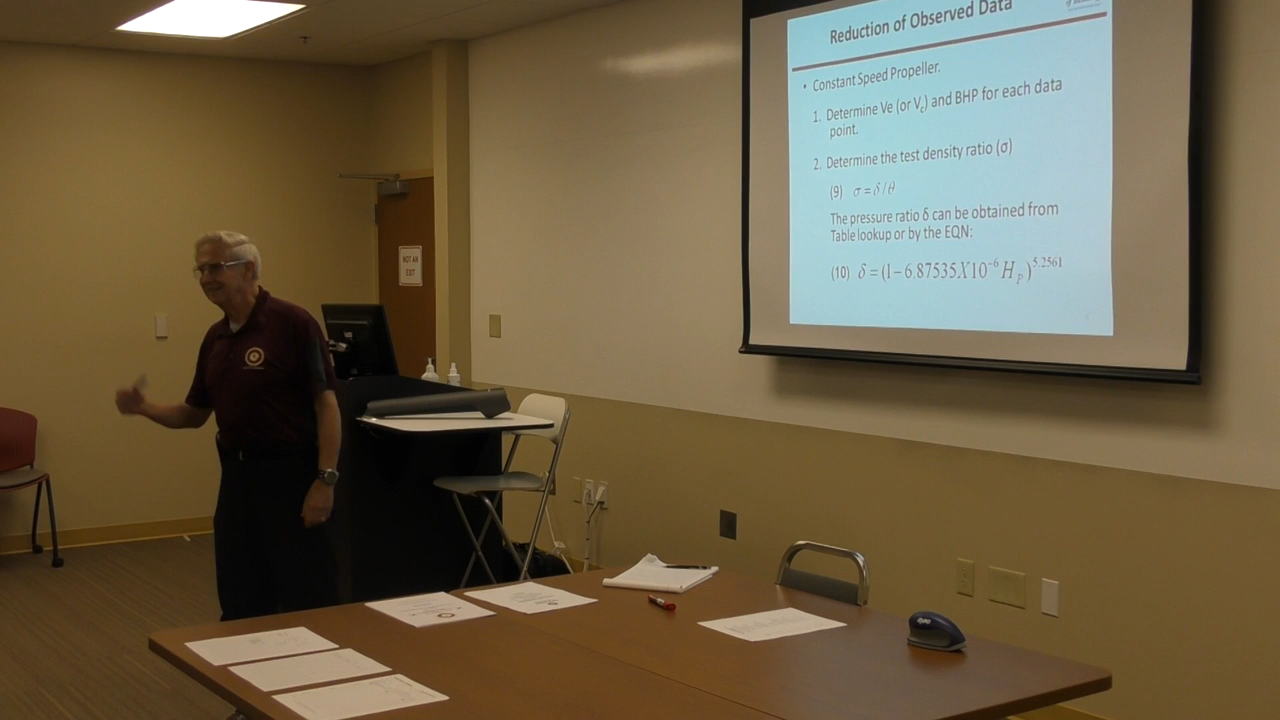 Reduction of Observed Data
• Constant Speed Propeller.
1. Determine Ve (or Vc) and BHP for each data
point.
2. Determine the test density ratio (σ)
(9) σ = δ / θ
The pressure ratio δ can be obtained from
Table lookup or by the EQN:
(10) δ = (1 − 6.87535X10⁻⁶ H_P)^5.2561
NOT AN
EXIT
expo